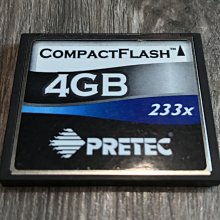 COMPACTFLASH™
4GB
233x
PRETEC